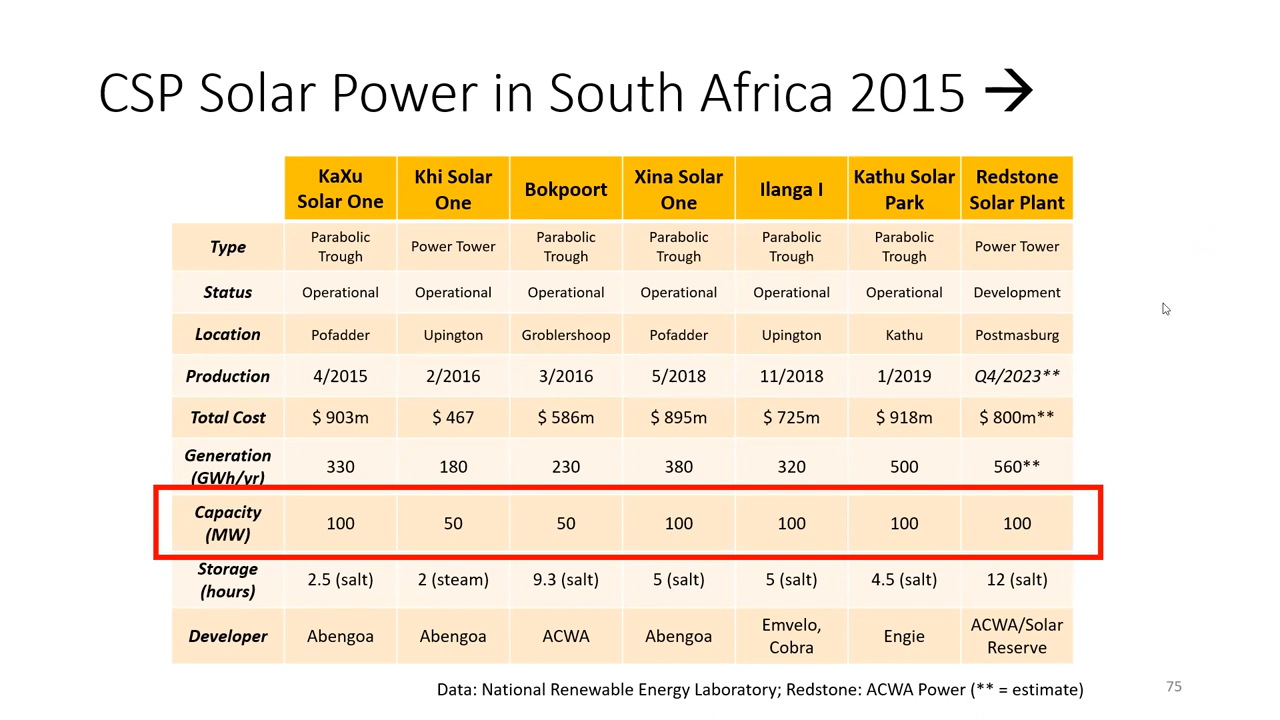 CSP Solar Power in South Africa 2015 →
KaXu Solar One Khi Solar One Bokpoort Xina Solar One Ilanga I Kathu Solar Park Redstone Solar Plant
Type Parabolic Trough Power Tower Parabolic Trough Parabolic Trough Parabolic Trough Parabolic Trough Power Tower
Status Operational Operational Operational Operational Operational Operational Development
Location Pofadder Upington Groblershoop Pofadder Upington Kathu Postmasburg
Production 4/2015 2/2016 3/2016 5/2018 11/2018 1/2019 Q4/2023**
Total Cost $ 903m $ 467 $ 586m $ 895m $ 725m $ 918m $ 800m**
Generation (GWh/yr) 330 180 230 380 320 500 560**
Capacity (MW) 100 50 50 100 100 100 100
Storage (hours) 2.5 (salt) 2 (steam) 9.3 (salt) 5 (salt) 5 (salt) 4.5 (salt) 12 (salt)
Developer Abengoa Abengoa ACWA Abengoa Emvelo, Cobra Engie ACWA/Solar Reserve
Data: National Renewable Energy Laboratory; Redstone: ACWA Power (** = estimate)
75